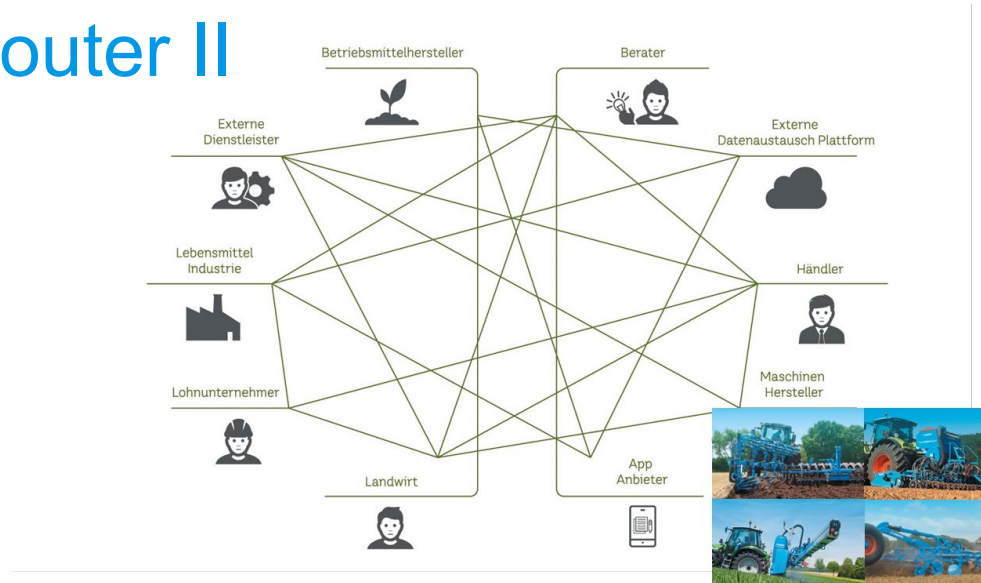 outer II
Betriebsmittelhersteller
Berater
Externe
Dienstleister
Externe
Datenaustausch Plattform
Lebensmittel
Industrie
Händler
Lohnunternehmer
Maschinen
Hersteller
Landwirt
App
Anbieter